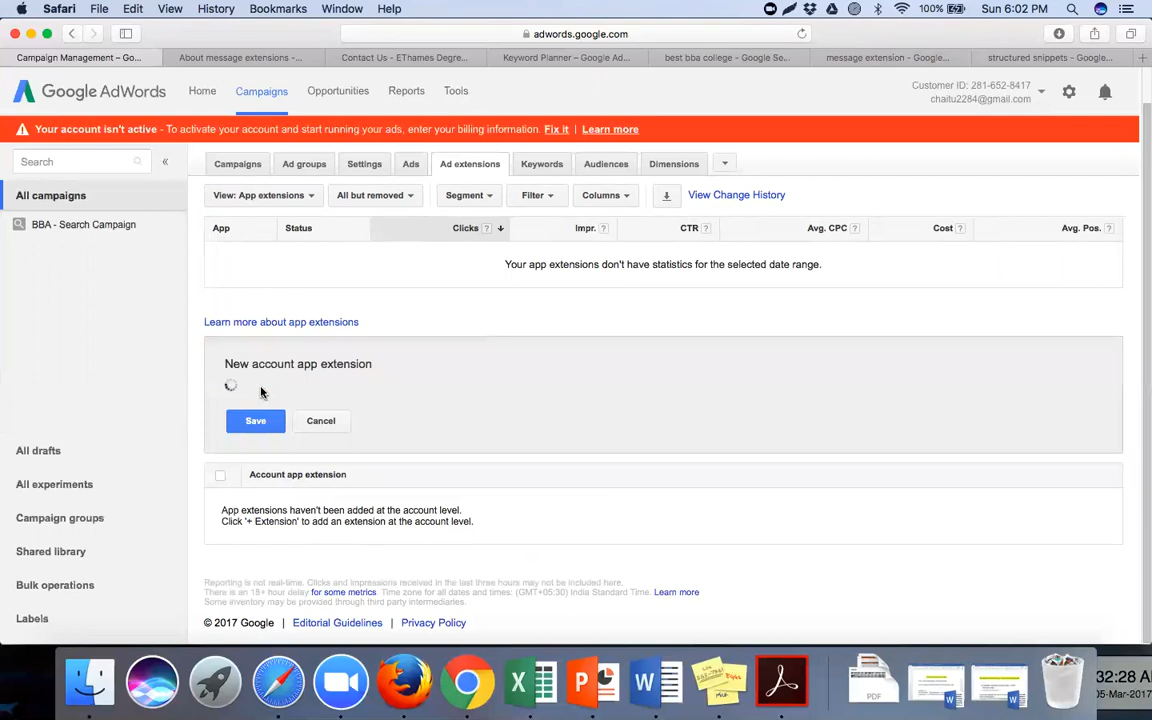 Safari File Edit View History Bookmarks Window Help 100% Sun 6:02 PM
adwords.google.com
Campaign Management – Go... About message extensions -... Contact Us - EThames Degre... Keyword Planner – Google Ad... best bba college - Google Se... message extension - Google... structured snippets - Google...
Google AdWords Home Campaigns Opportunities Reports Tools
Customer ID: 281-652-8417
chaitu2284@gmail.com
Your account isn't active - To activate your account and start running your ads, enter your billing information. Fix it | Learn more
Search «
Campaigns Ad groups Settings Ads Ad extensions Keywords Audiences Dimensions
All campaigns
View: App extensions All but removed Segment Filter Columns View Change History
BBA - Search Campaign
App Status Clicks ? Impr. ? CTR ? Avg. CPC ? Cost ? Avg. Pos. ?
Your app extensions don't have statistics for the selected date range.
Learn more about app extensions
New account app extension
Save Cancel
All drafts
All experiments
Campaign groups
Shared library
Bulk operations
Labels
Account app extension
App extensions haven't been added at the account level.
Click '+ Extension' to add an extension at the account level.
Reporting is not real-time. Clicks and impressions received in the last three hours may not be included here.
There is an 18+ hour delay for some metrics. Time zone for all dates and times: (GMT+05:30) India Standard Time. Learn more
Some inventory may be provided through third party intermediaries.
© 2017 Google Editorial Guidelines Privacy Policy
PDF
32:28 AM
05-Mar-2017